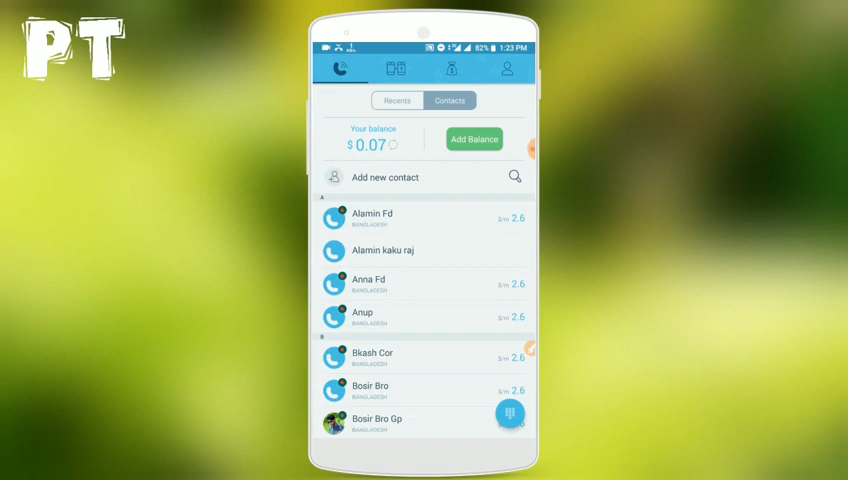 PT
82% 1:23 PM
Recents Contacts
Your balance
$ 0.07
Add Balance
Add new contact
A
Alamin Fd
BANGLADESH
$/m 2.6
Alamin kaku raj
Anna Fd
BANGLADESH
$/m 2.6
Anup
BANGLADESH
$/m 2.6
B
Bkash Cor
BANGLADESH
$/m 2.6
Bosir Bro
BANGLADESH
$/m 2.6
Bosir Bro Gp
BANGLADESH